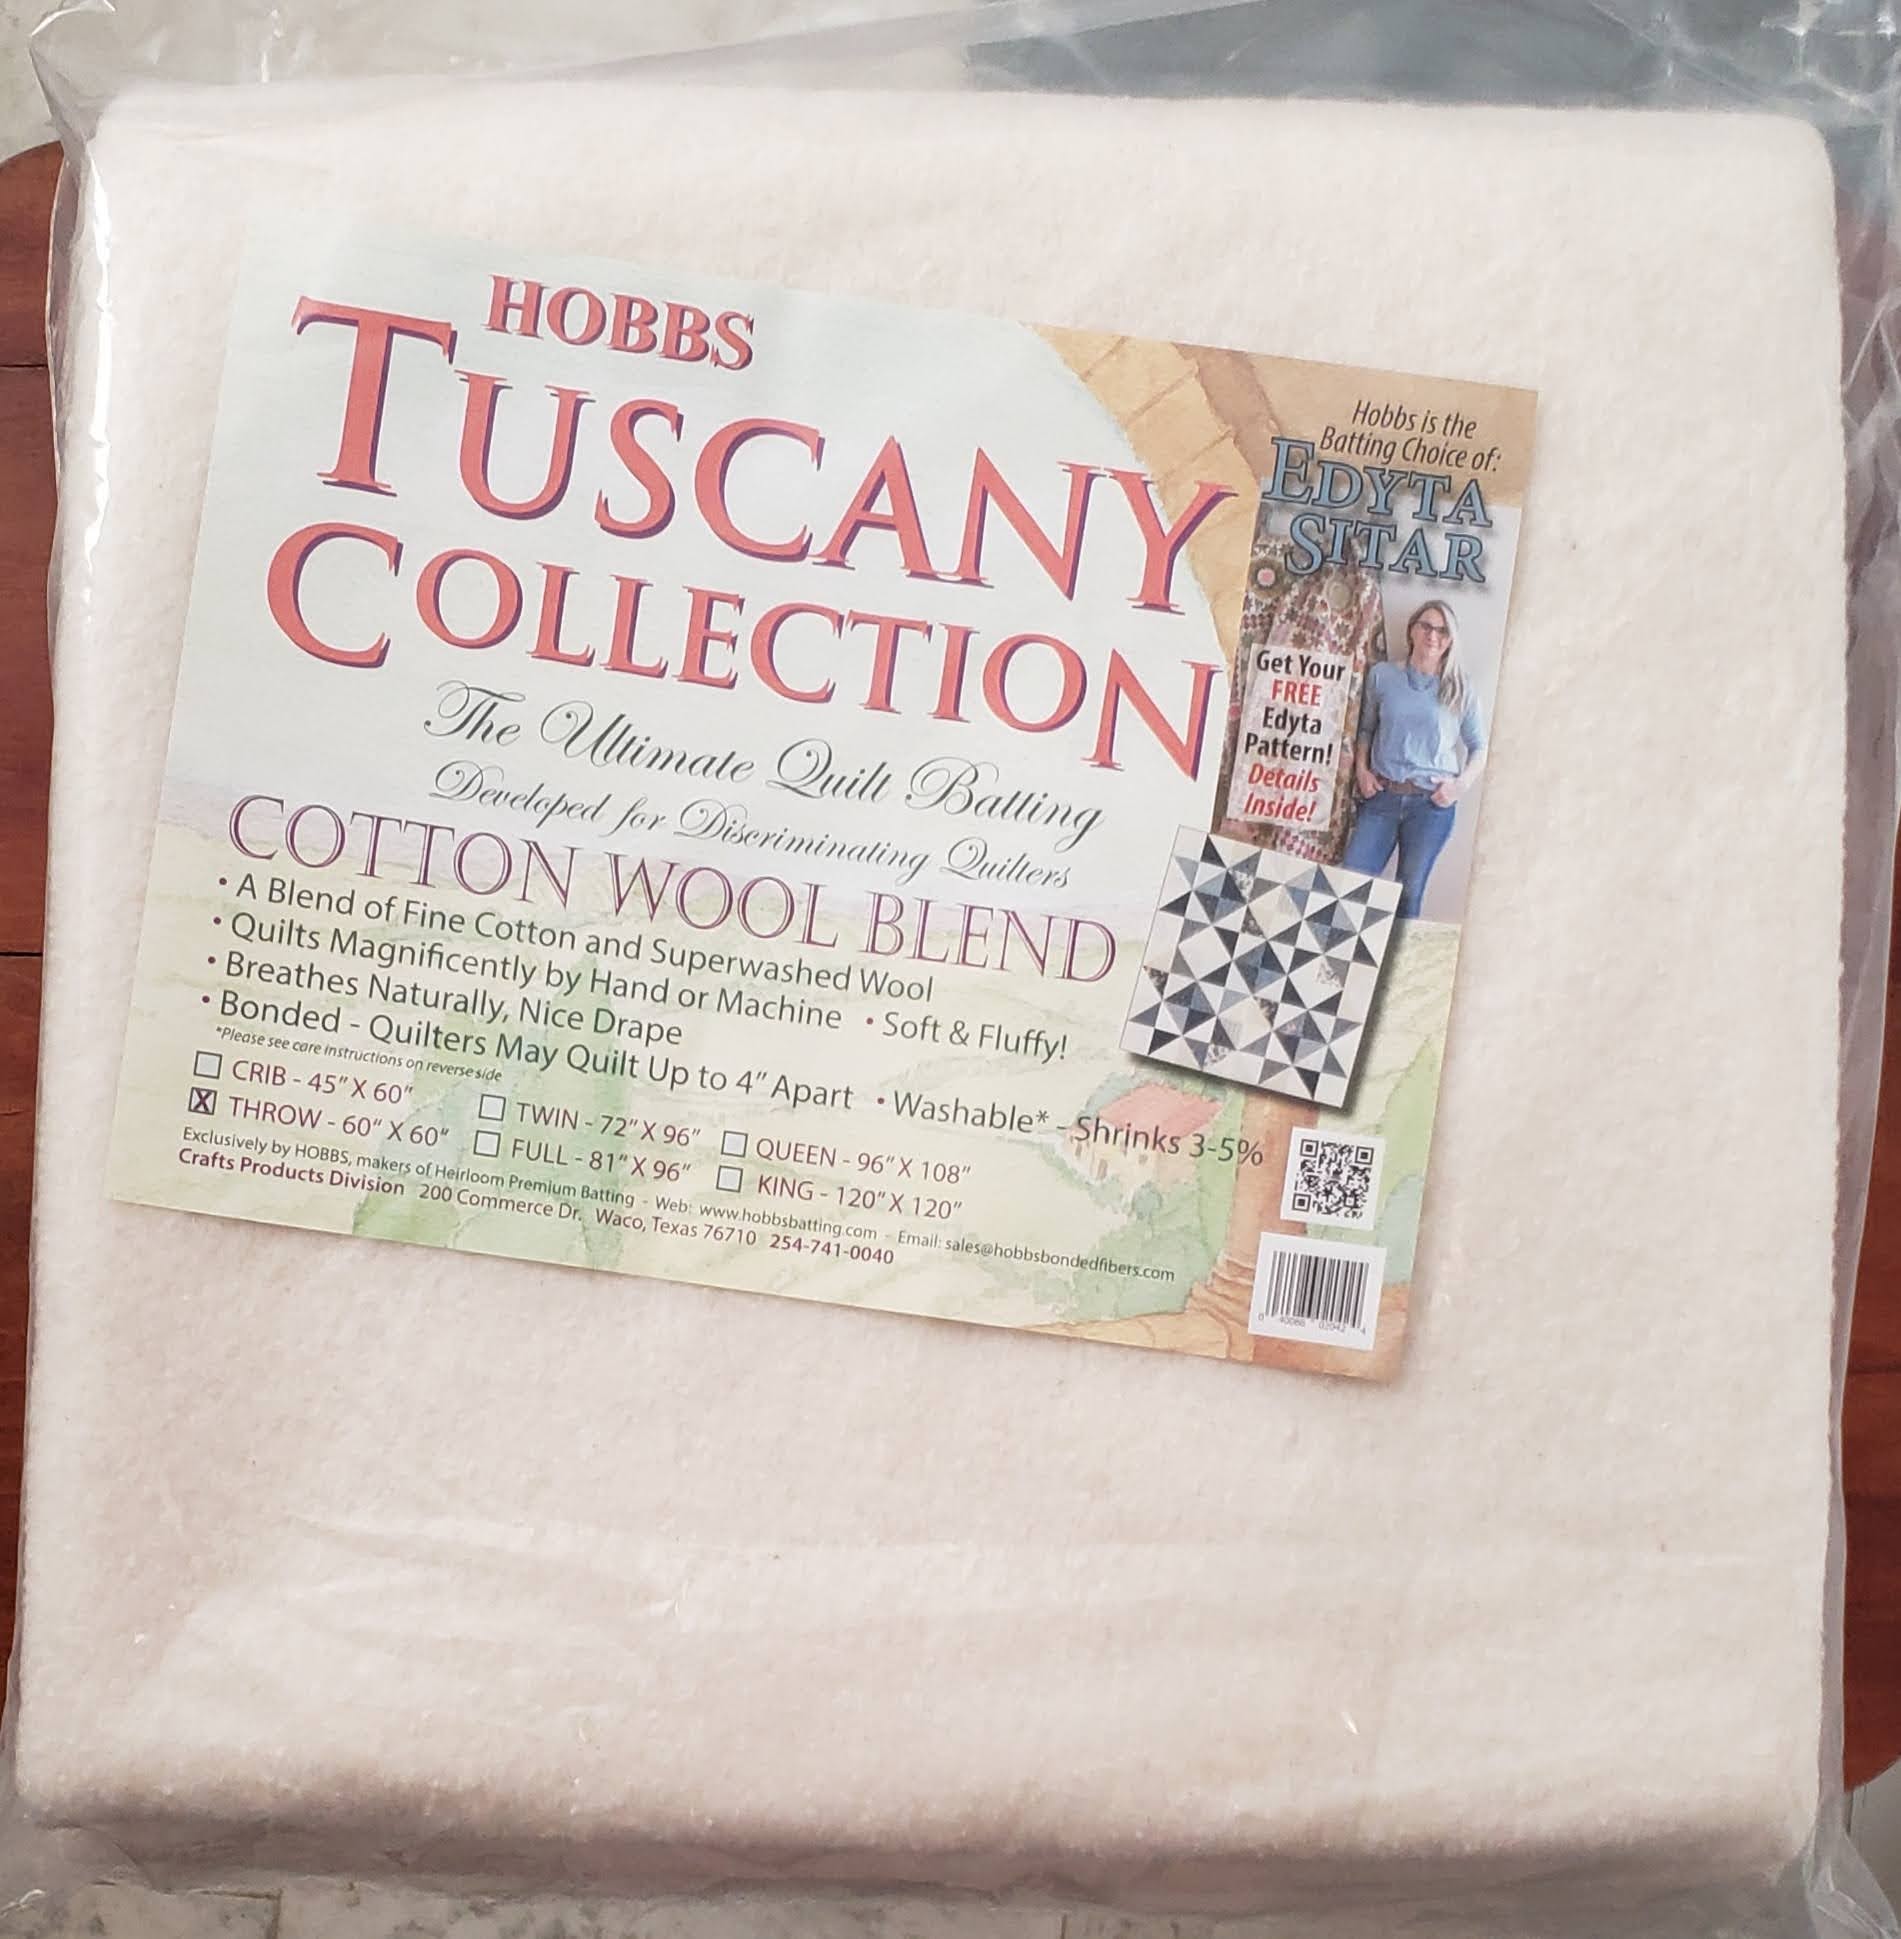 HOBBS
TUSCANY
COLLECTION
The Ultimate Quilt Batting
Developed for Discriminating Quilters
COTTON WOOL BLEND
• A Blend of Fine Cotton and Superwashed Wool
• Quilts Magnificently by Hand or Machine • Soft & Fluffy!
• Breathes Naturally, Nice Drape
• Bonded - Quilters May Quilt Up to 4" Apart • Washable* - Shrinks 3-5%
*Please see care instructions on reverse side
CRIB - 45" X 60"
X THROW - 60" X 60"
TWIN - 72" X 96"
FULL - 81" X 96"
QUEEN - 96" X 108"
KING - 120" X 120"
Exclusively by HOBBS, makers of Heirloom Premium Batting - Web: www.hobbsbatting.com - Email: sales@hobbsbondedfibers.com
Crafts Products Division 200 Commerce Dr. Waco, Texas 76710 254-741-0040
Hobbs is the
Batting Choice of:
EDYTA
SITAR
Get Your
FREE
Edyta
Pattern!
Details
Inside!